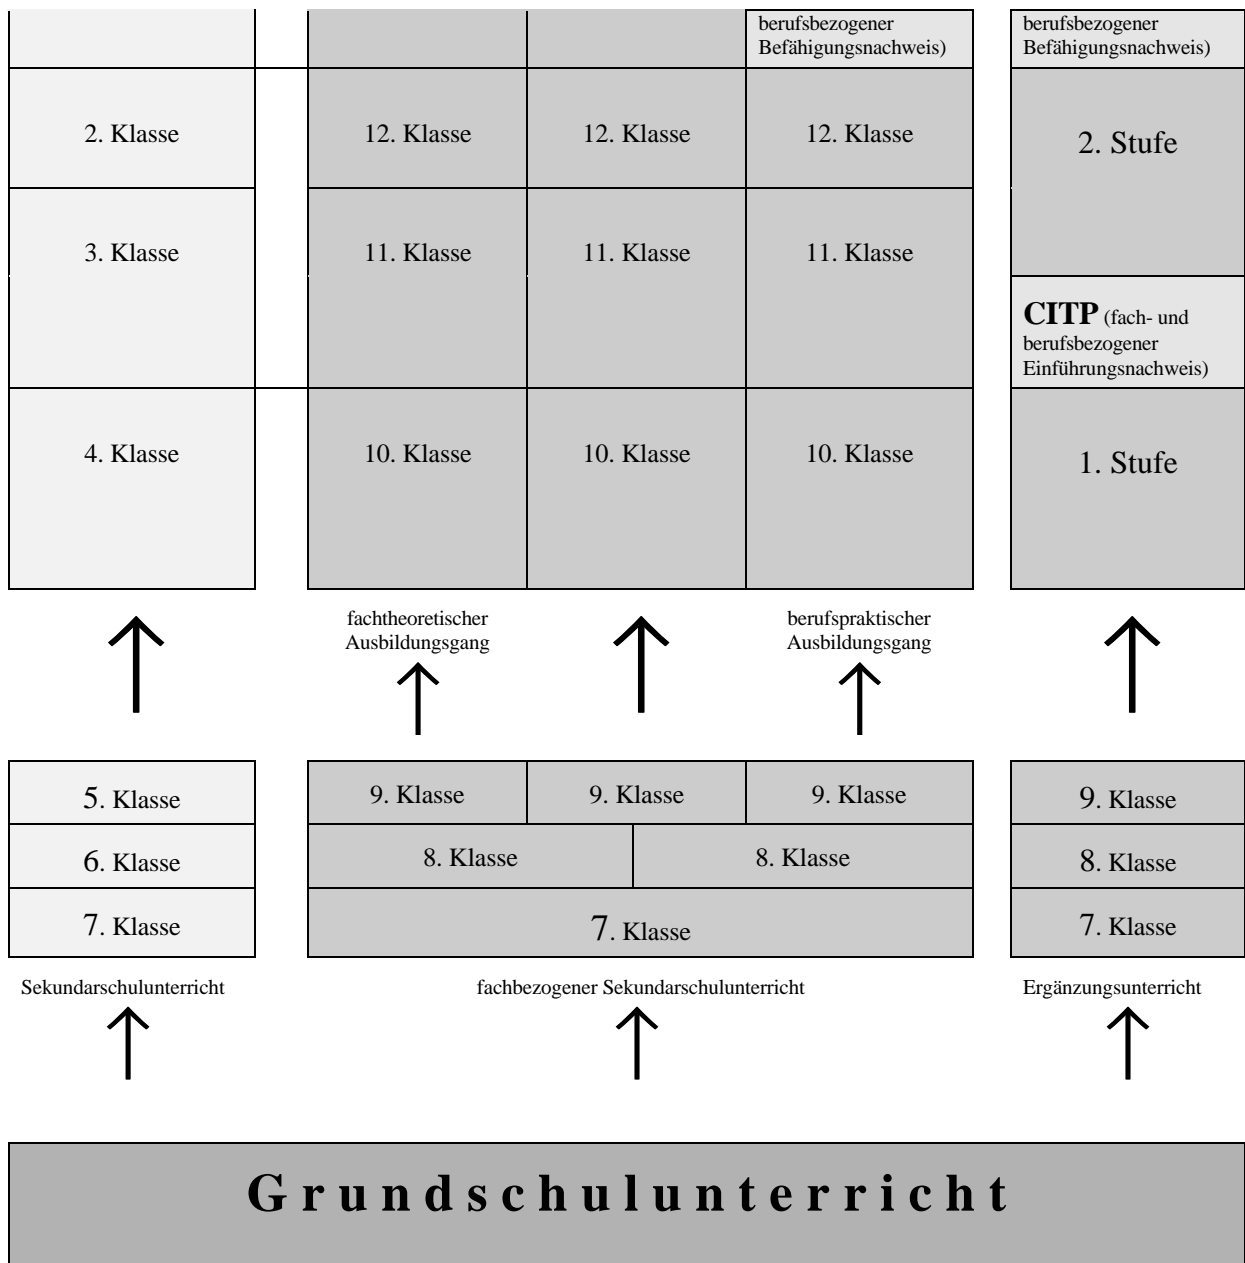 berufsbezogener
Befähigungsnachweis)
berufsbezogener
Befähigungsnachweis)
2. Klasse
12. Klasse
12. Klasse
12. Klasse
2. Stufe
3. Klasse
11. Klasse
11. Klasse
11. Klasse
CITP (fach- und
berufsbezogener
Einführungsnachweis)
4. Klasse
10. Klasse
10. Klasse
10. Klasse
1. Stufe
fachtheoretischer
Ausbildungsgang
berufspraktischer
Ausbildungsgang
5. Klasse
9. Klasse
9. Klasse
9. Klasse
9. Klasse
6. Klasse
8. Klasse
8. Klasse
8. Klasse
7. Klasse
7. Klasse
7. Klasse
Sekundarschulunterricht
fachbezogener Sekundarschulunterricht
Ergänzungsunterricht
Grundschulunterricht